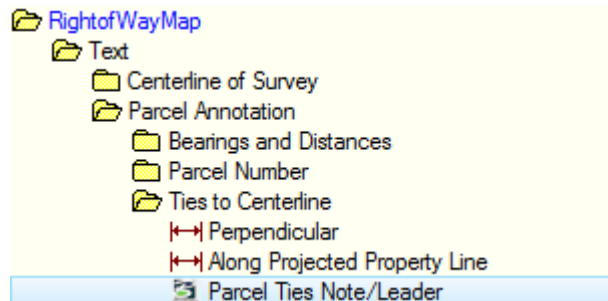 RightofWayMap
Text
Centerline of Survey
Parcel Annotation
Bearings and Distances
Parcel Number
Ties to Centerline
Perpendicular
Along Projected Property Line
Parcel Ties Note/Leader